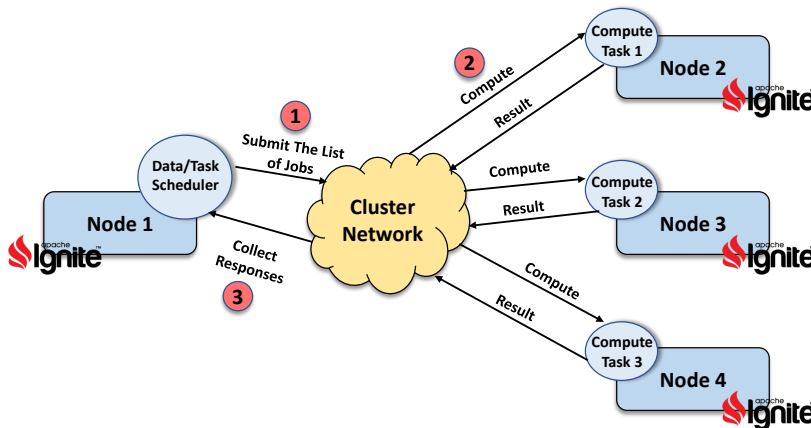 1
Submit The List
of Jobs
Data/Task
Scheduler
Node 1
apache
Ignite™
Collect
Responses
3
Cluster
Network
2
Compute
Result
Compute
Task 1
Node 2
apache
Ignite
Compute
Result
Compute
Task 2
Node 3
apache
Ignite
Compute
Result
Compute
Task 3
Node 4
apache
Ignite